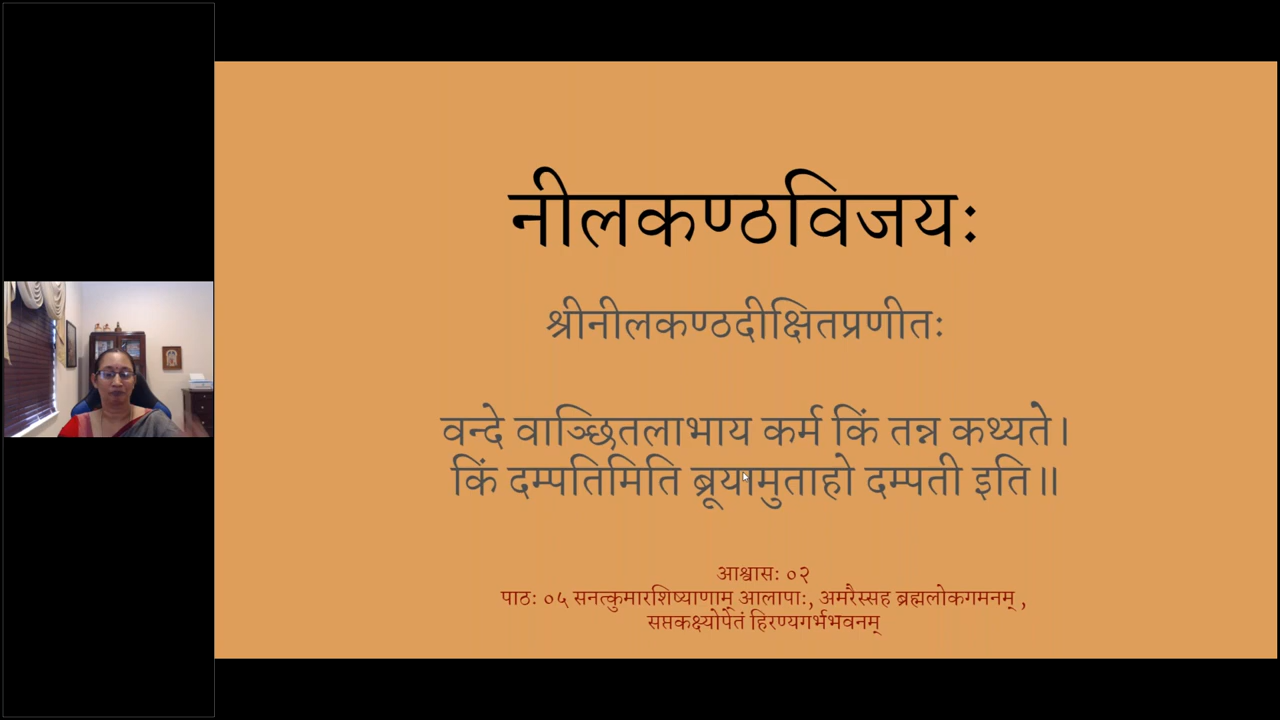 नीलकण्ठविजयः
श्रीनीलकण्ठदीक्षितप्रणीतः
वन्दे वाञ्छितलाभाय कर्म किं तन्न कथ्यते।
किं दम्पतिमिति ब्रूयामुताहो दम्पती इति॥
आश्वासः ०२
पाठः ०५ सनत्कुमारशिष्याणाम् आलापाः, अमरैस्सह ब्रह्मलोकगमनम् ,
सप्तकक्ष्योपेतं हिरण्यगर्भभवनम्